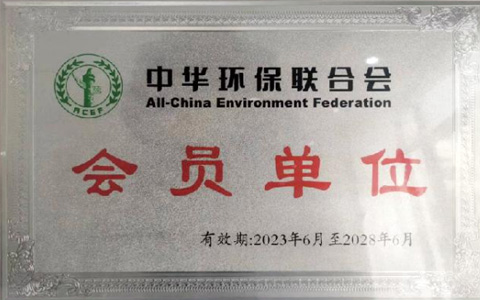 中华环保联合会
All-China Environment Federation
ACEF
会员单位
有效期:2023年6月至2028年6月